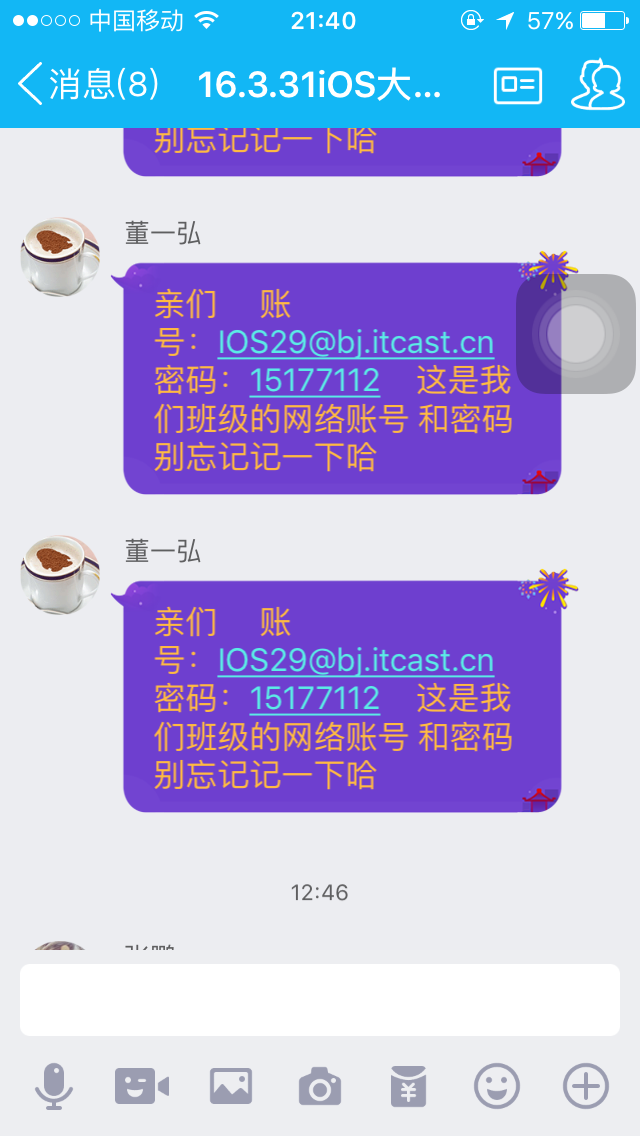 中国移动 21:40 57%
消息(8) 16.3.31iOS大...
别忘记记一下哈
董一弘
亲们 账
号：IOS29@bj.itcast.cn
密码：15177112 这是我
们班级的网络账号 和密码
别忘记记一下哈
董一弘
亲们 账
号：IOS29@bj.itcast.cn
密码：15177112 这是我
们班级的网络账号 和密码
别忘记记一下哈
12:46